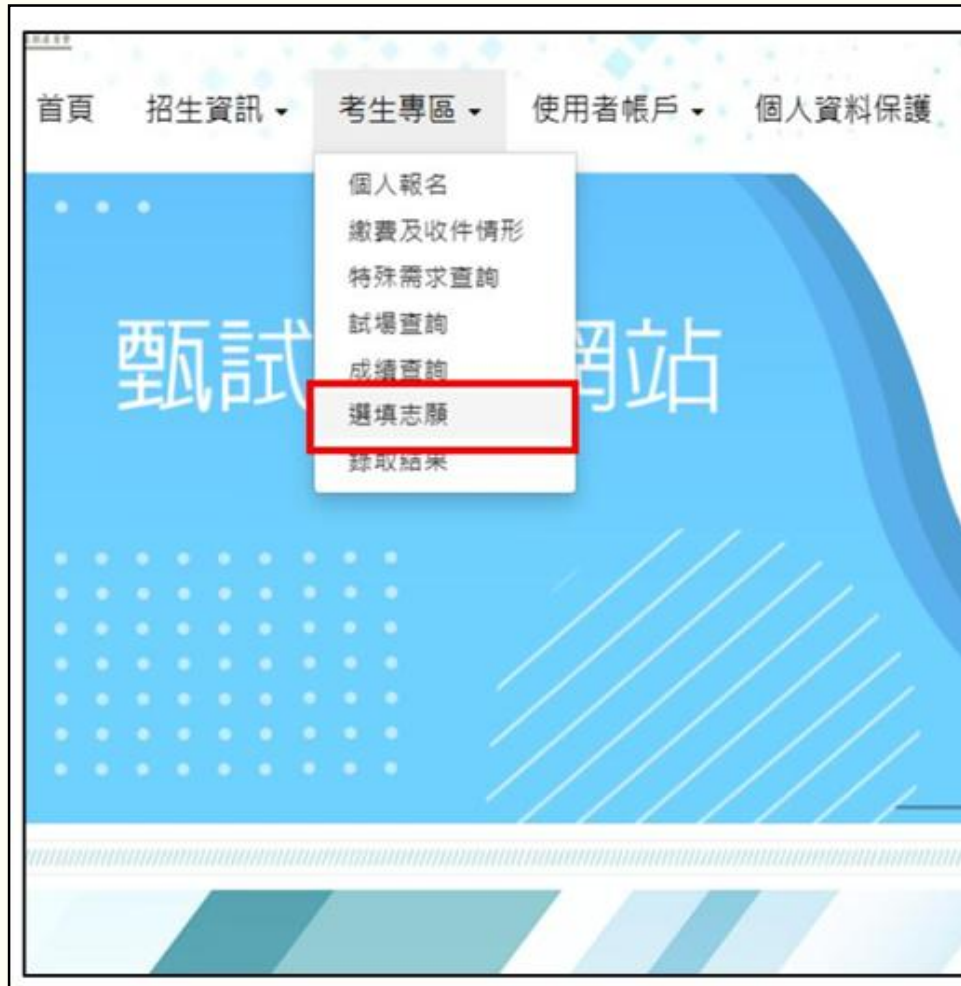 首頁 招生資訊 考生專區 使用者帳戶 個人資料保護
個人報名
繳費及收件情形
特殊需求查詢
試場查詢
成績查詢
選填志願
錄取結果
甄試 網站